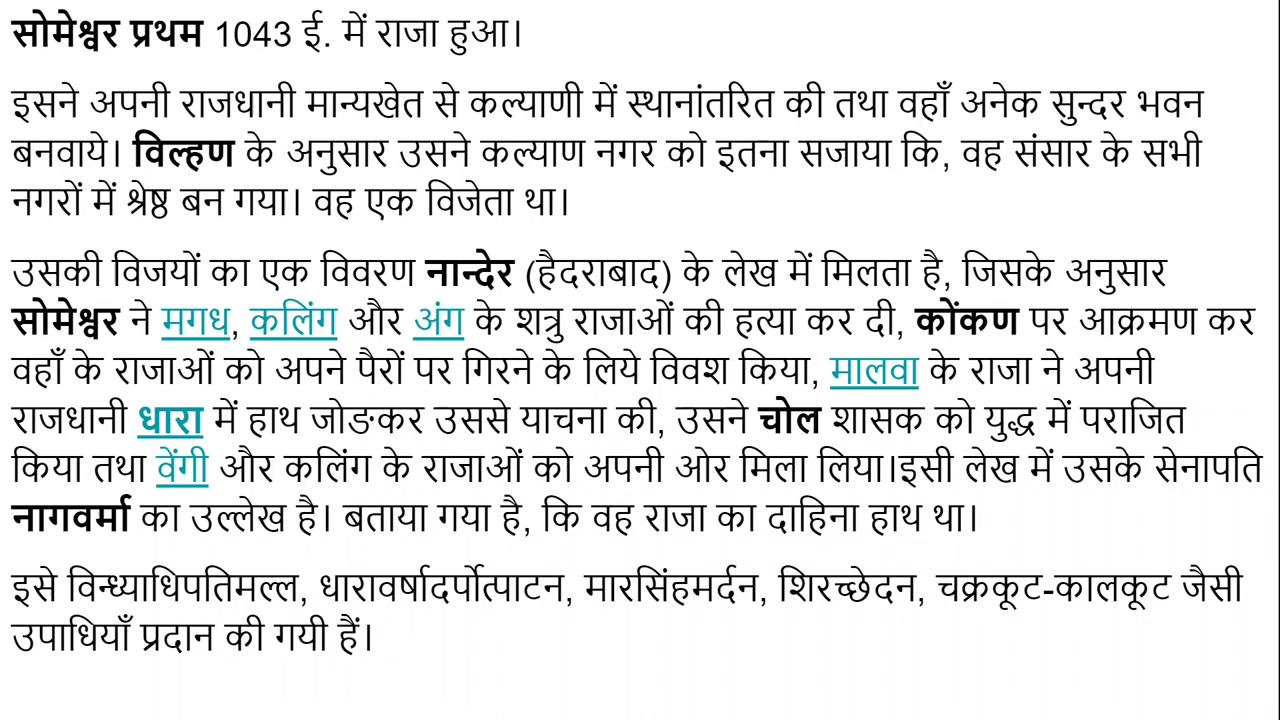 सोमेश्वर प्रथम 1043 ई. में राजा हुआ।
इसने अपनी राजधानी मान्यखेत से कल्याणी में स्थानांतरित की तथा वहाँ अनेक सुन्दर भवन
बनवाये। विल्हण के अनुसार उसने कल्याण नगर को इतना सजाया कि, वह संसार के सभी
नगरों में श्रेष्ठ बन गया। वह एक विजेता था।
उसकी विजयों का एक विवरण नान्देर (हैदराबाद) के लेख में मिलता है, जिसके अनुसार
सोमेश्वर ने मगध, कलिंग और अंग के शत्रु राजाओं की हत्या कर दी, कोंकण पर आक्रमण कर
वहाँ के राजाओं को अपने पैरों पर गिरने के लिये विवश किया, मालवा के राजा ने अपनी
राजधानी धारा में हाथ जोङकर उससे याचना की, उसने चोल शासक को युद्ध में पराजित
किया तथा वेंगी और कलिंग के राजाओं को अपनी ओर मिला लिया।इसी लेख में उसके सेनापति
नागवर्मा का उल्लेख है। बताया गया है, कि वह राजा का दाहिना हाथ था।
इसे विन्ध्याधिपतिमल्ल, धारावर्षादर्पोत्पाटन, मारसिंहमर्दन, शिरच्छेदन, चक्रकूट-कालकूट जैसी
उपाधियाँ प्रदान की गयी हैं।